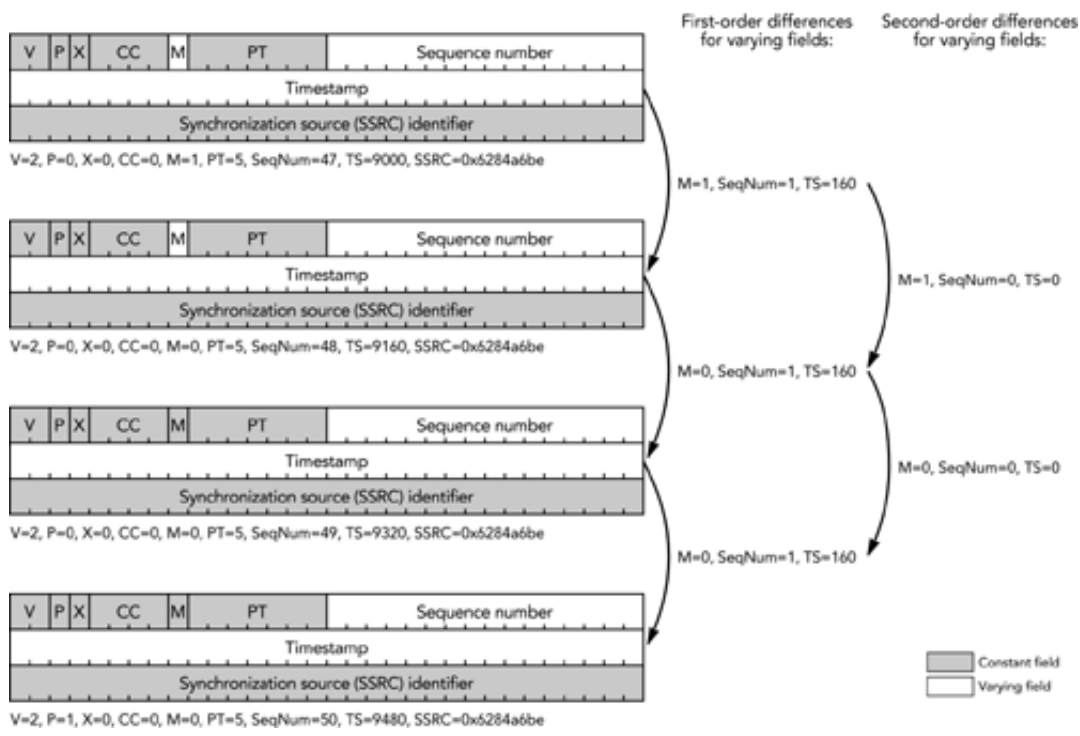 First-order differences
for varying fields:
Second-order differences
for varying fields:
V P X CC M PT Sequence number
Timestamp
Synchronization source (SSRC) identifier
V=2, P=0, X=0, CC=0, M=1, PT=5, SeqNum=47, TS=9000, SSRC=0x6284a6be
M=1, SeqNum=1, TS=160
V P X CC M PT Sequence number
Timestamp
Synchronization source (SSRC) identifier
V=2, P=0, X=0, CC=0, M=0, PT=5, SeqNum=48, TS=9160, SSRC=0x6284a6be
M=1, SeqNum=0, TS=0
M=0, SeqNum=1, TS=160
V P X CC M PT Sequence number
Timestamp
Synchronization source (SSRC) identifier
V=2, P=0, X=0, CC=0, M=0, PT=5, SeqNum=49, TS=9320, SSRC=0x6284a6be
M=0, SeqNum=0, TS=0
M=0, SeqNum=1, TS=160
V P X CC M PT Sequence number
Timestamp
Synchronization source (SSRC) identifier
V=2, P=1, X=0, CC=0, M=0, PT=5, SeqNum=50, TS=9480, SSRC=0x6284a6be
Constant field
Varying field